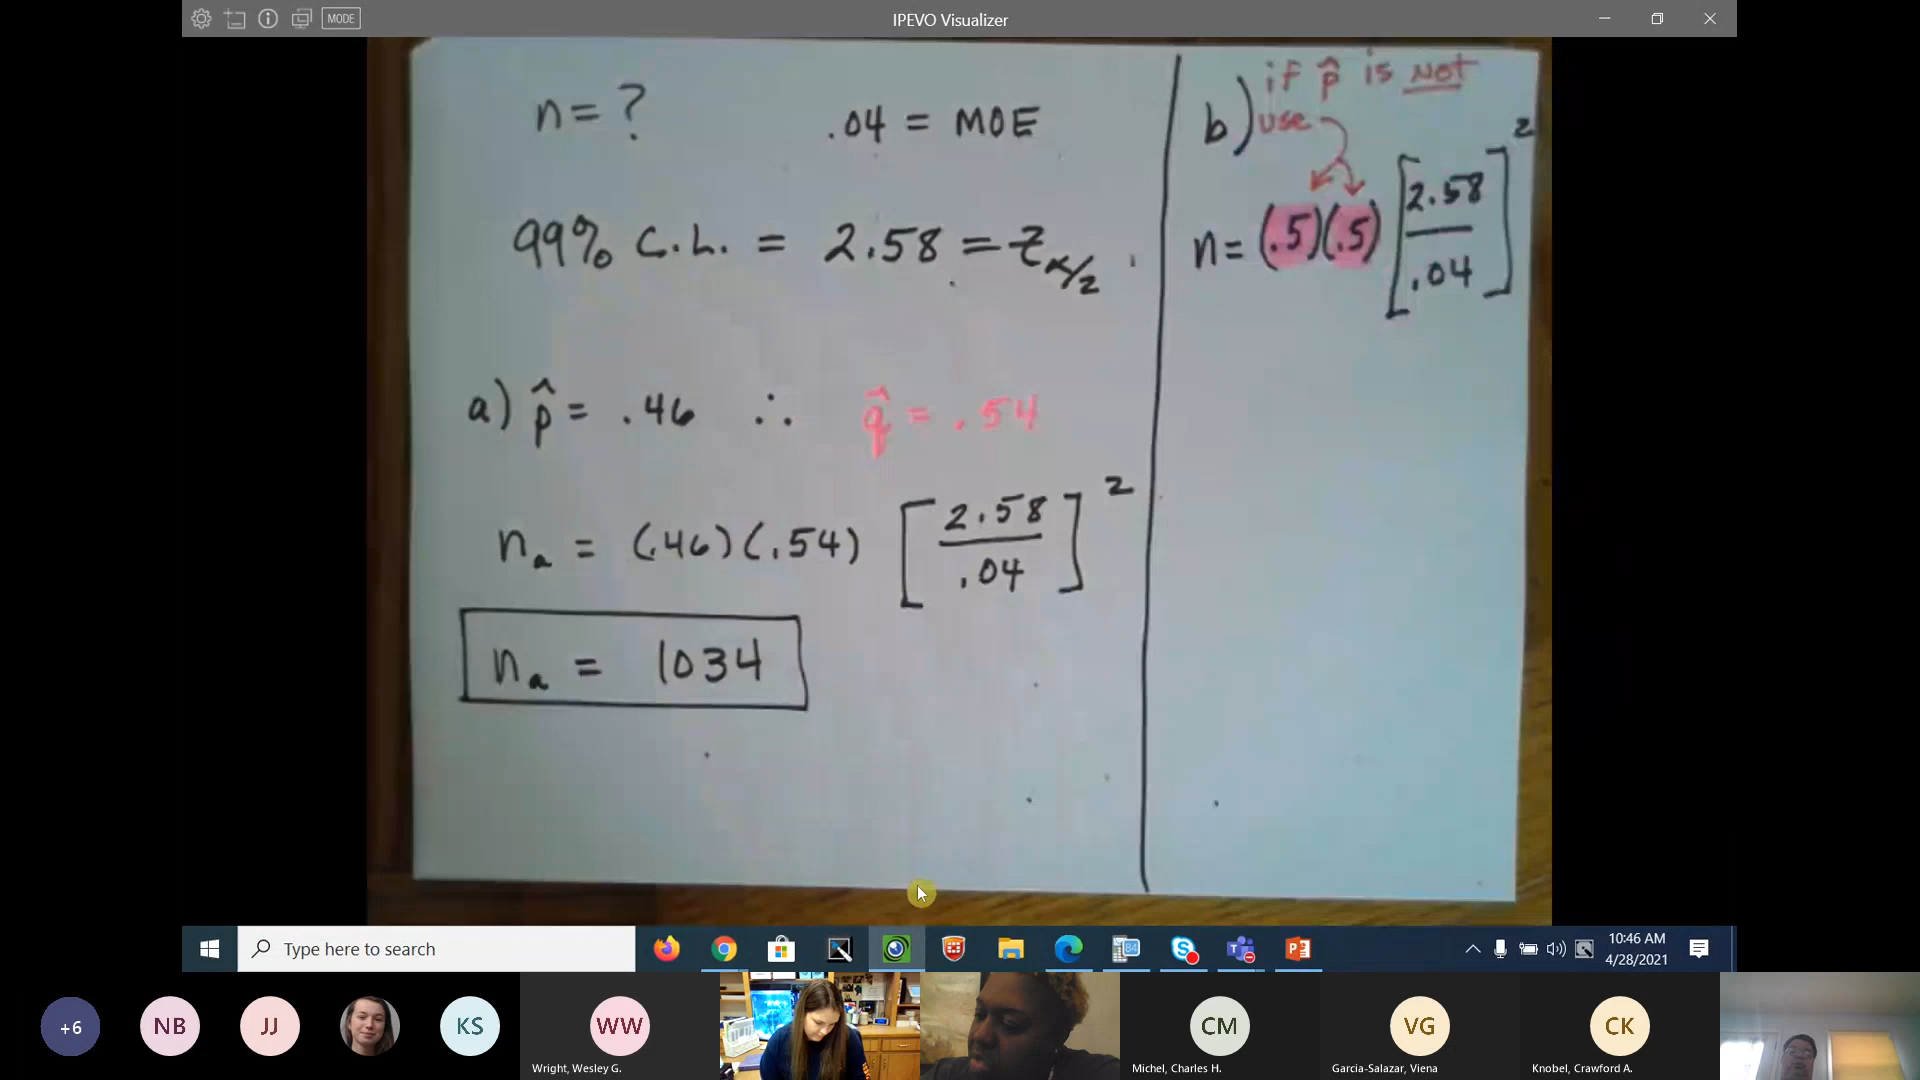 MODE
IPEVO Visualizer
n = ?
.04 = MOE
99% C.L. = 2.58 = Zα/2
a) p̂ = .46 ∴ q̂ = .54
nₐ = (.46)(.54) [2.58/.04]²
nₐ = 1034
b) if p̂ is NOT
use
n = (.5)(.5) [2.58/.04]²
Type here to search
84
10:46 AM
4/28/2021
+6
NB
JJ
KS
WW
Wright, Wesley G.
CM
Michel, Charles H.
VG
Garcia-Salazar, Viena
CK
Knobel, Crawford A.